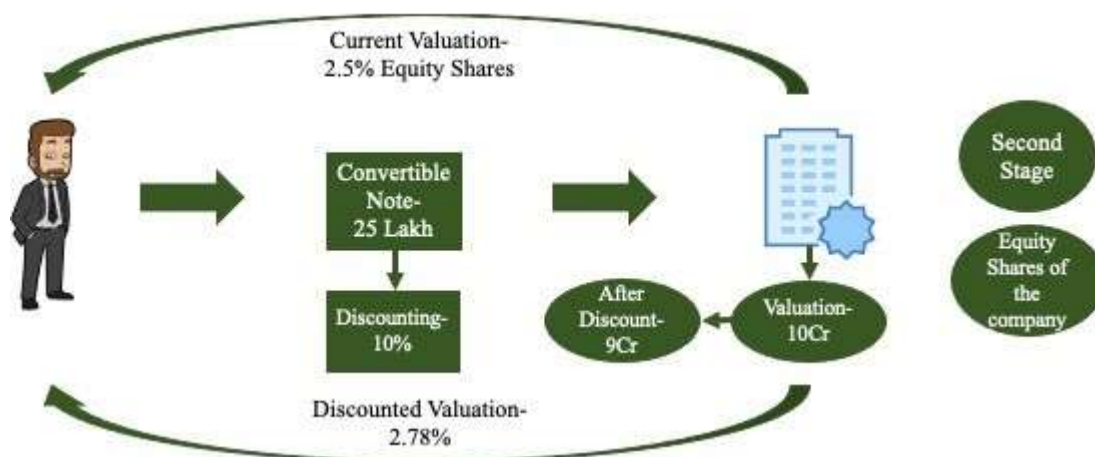 Current Valuation-
2.5% Equity Shares
Convertible
Note-
25 Lakh
Discounting-
10%
After
Discount-
9Cr
Valuation-
10Cr
Second
Stage
Equity
Shares of
the
company
Discounted Valuation-
2.78%